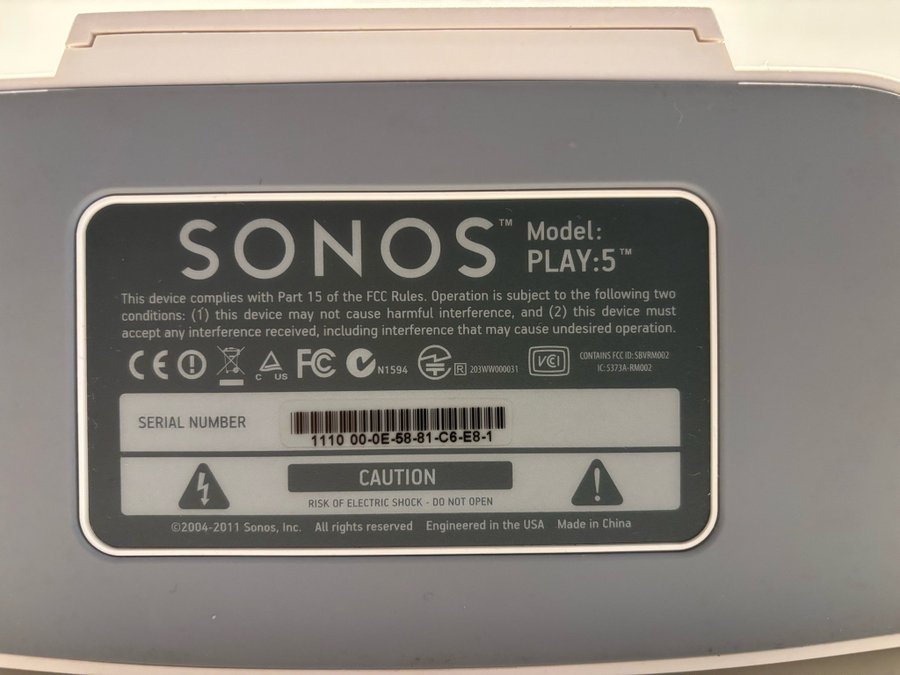 SONOS™ Model:
PLAY:5™
This device complies with Part 15 of the FCC Rules. Operation is subject to the following two
conditions: (1) this device may not cause harmful interference, and (2) this device must
accept any interference received, including interference that may cause undesired operation.
CE C US FC N1594 R 203WW000031 VCI CONTAINS FCC ID: SBVRM002
IC: 5373A-RM002
SERIAL NUMBER
1110 00-0E-58-81-C6-E8-1
CAUTION
RISK OF ELECTRIC SHOCK - DO NOT OPEN
©2004-2011 Sonos, Inc. All rights reserved Engineered in the USA Made in China